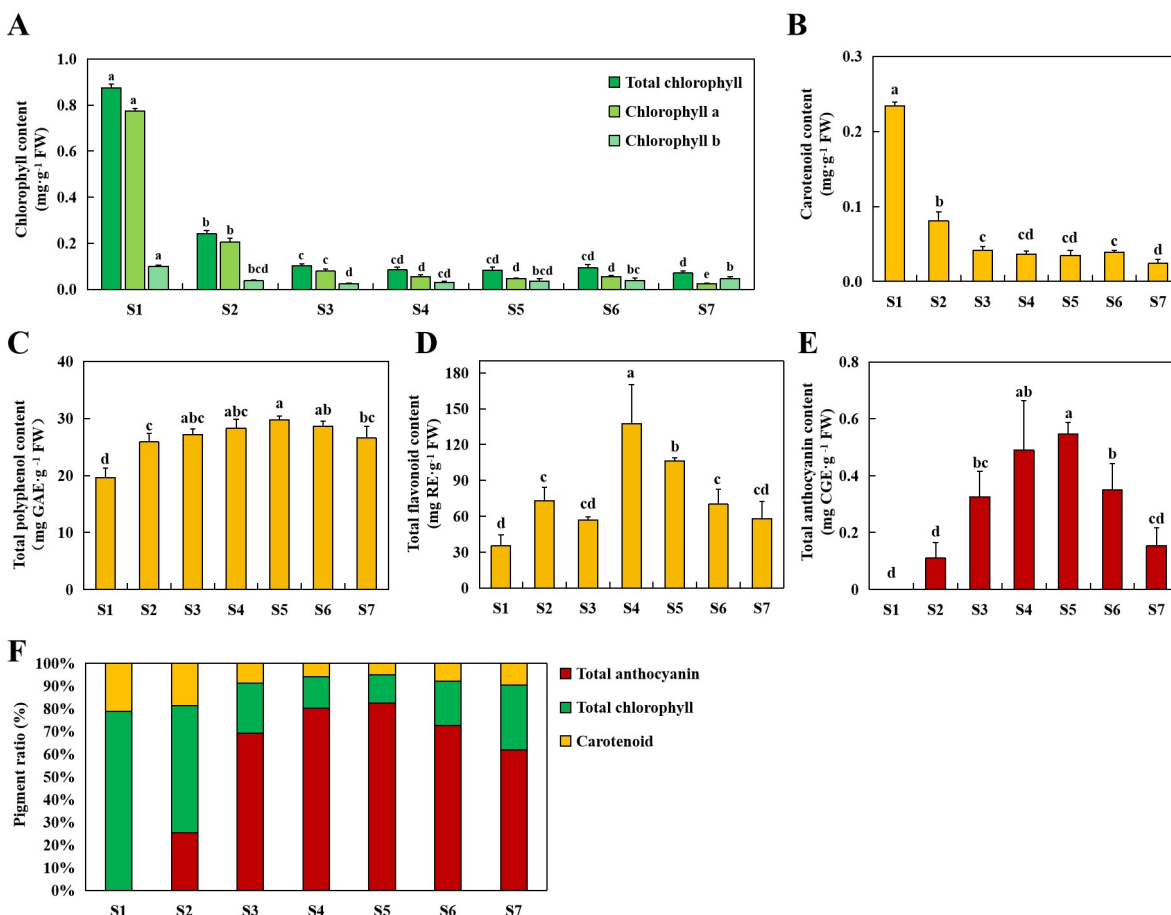 A
Chlorophyll content
(mg·g⁻¹ FW)
1.0
0.8
0.6
0.4
0.2
0.0
a
a
a
b
b
bcd
c
c
d
cd
d
cd
cd
d
bcd
cd
d
bc
d
e
b
Total chlorophyll
Chlorophyll a
Chlorophyll b
S1 S2 S3 S4 S5 S6 S7
B
Carotenoid content
(mg·g⁻¹ FW)
0.3
0.2
0.1
0.0
a
b
c
cd
cd
c
d
S1 S2 S3 S4 S5 S6 S7
C
Total polyphenol content
(mg GAE·g⁻¹ FW)
40
30
20
10
0
d
c
abc
abc
a
ab
bc
S1 S2 S3 S4 S5 S6 S7
D
Total flavonoid content
(mg RE·g⁻¹ FW)
180
150
120
90
60
30
0
d
c
cd
a
b
c
cd
S1 S2 S3 S4 S5 S6 S7
E
Total anthocyanin content
(mg CGE·g⁻¹ FW)
0.8
0.6
0.4
0.2
0
d
d
bc
ab
a
b
cd
S1 S2 S3 S4 S5 S6 S7
F
Pigment ratio (%)
100%
90%
80%
70%
60%
50%
40%
30%
20%
10%
0%
Total anthocyanin
Total chlorophyll
Carotenoid
S1 S2 S3 S4 S5 S6 S7